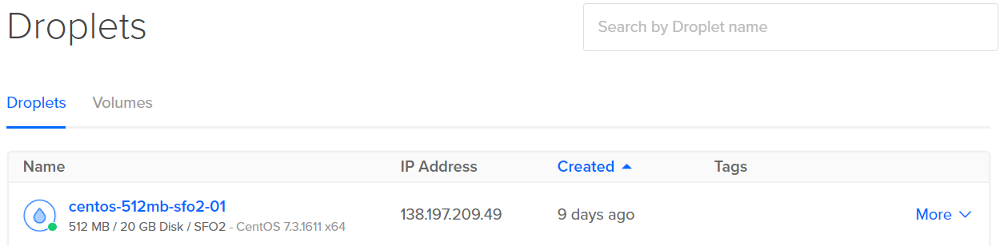 Droplets
Search by Droplet name
Droplets Volumes
Name IP Address Created Tags
centos-512mb-sfo2-01
512 MB / 20 GB Disk / SFO2 - CentOS 7.3.1611 x64
138.197.209.49 9 days ago More